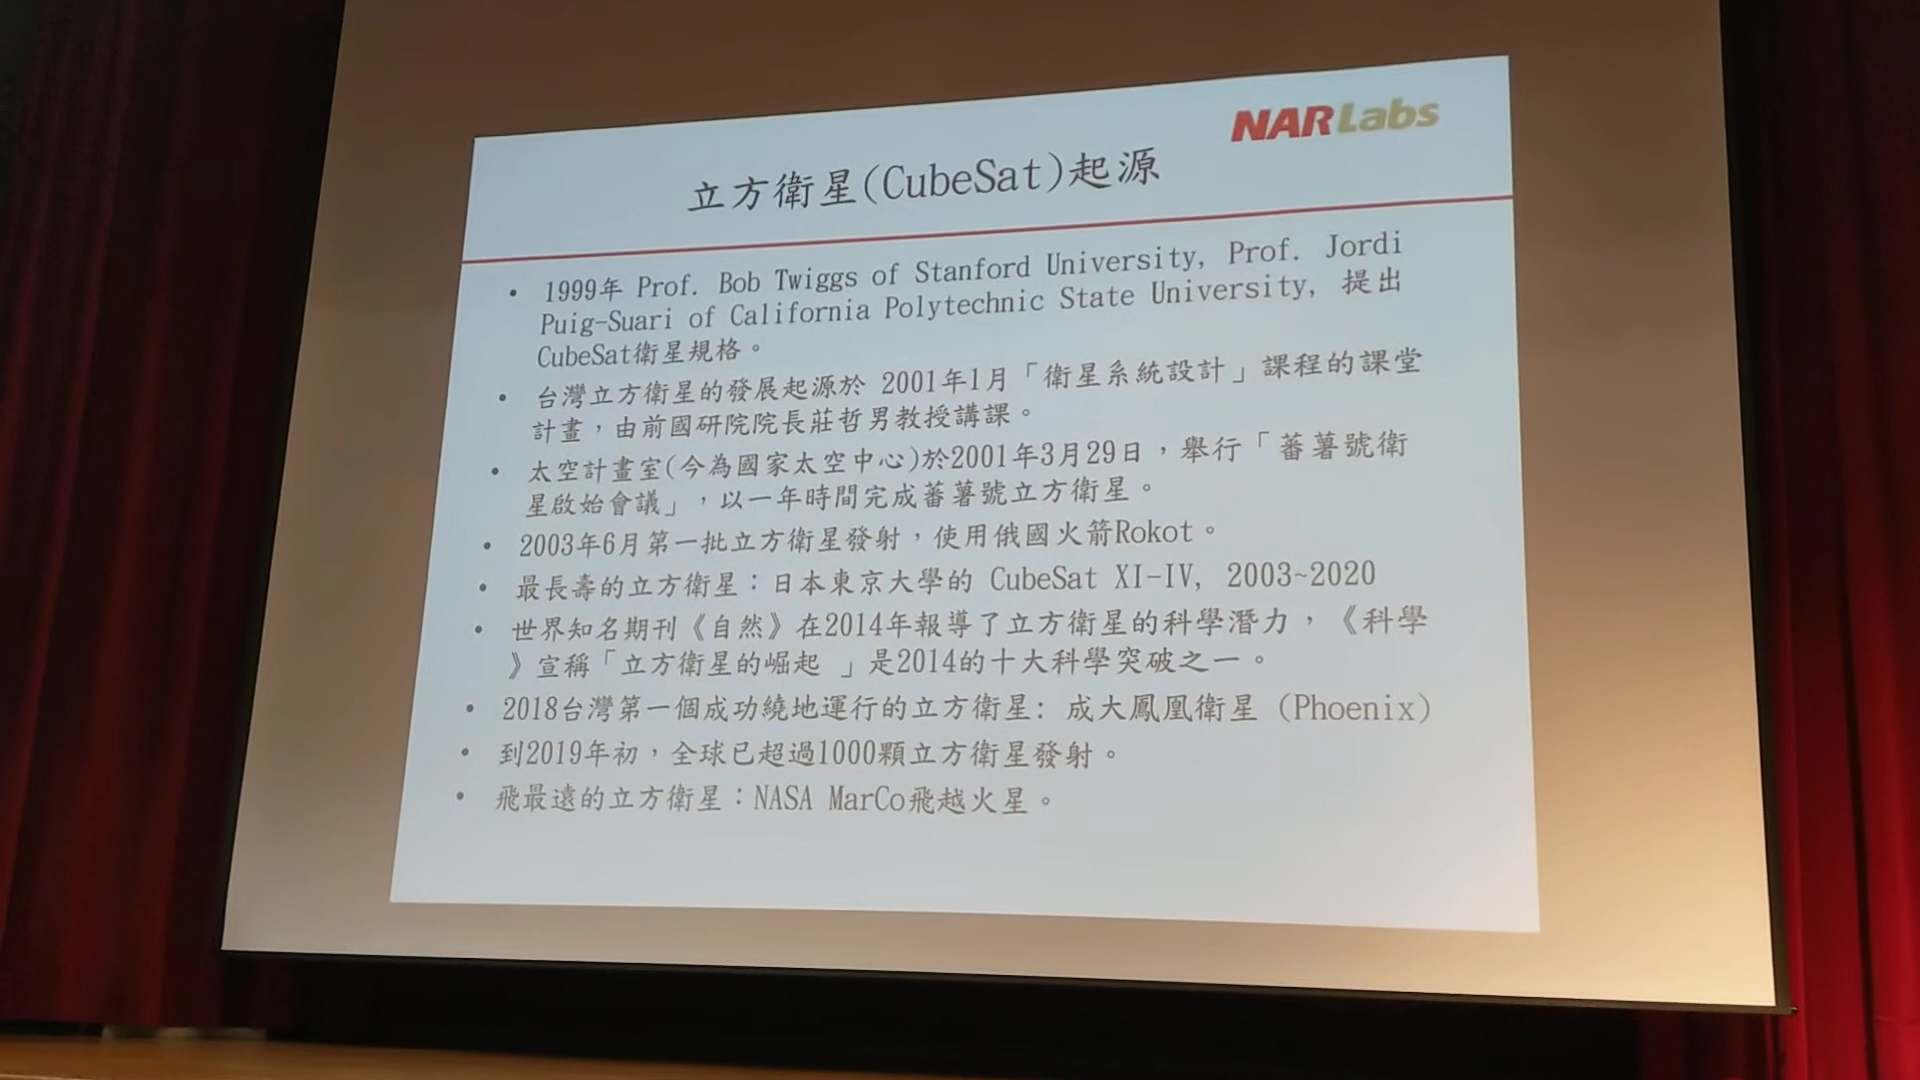 NARLabs
立方衛星(CubeSat)起源
• 1999年 Prof. Bob Twiggs of Stanford University, Prof. Jordi
Puig-Suari of California Polytechnic State University, 提出
CubeSat衛星規格。
• 台灣立方衛星的發展起源於 2001年1月「衛星系統設計」課程的課堂
計畫，由前國研院院長莊哲男教授講課。
• 太空計畫室(今為國家太空中心)於2001年3月29日，舉行「蕃薯號衛
星啟始會議」，以一年時間完成蕃薯號立方衛星。
• 2003年6月第一批立方衛星發射，使用俄國火箭Rokot。
• 最長壽的立方衛星：日本東京大學的 CubeSat XI-IV, 2003~2020
• 世界知名期刊《自然》在2014年報導了立方衛星的科學潛力，《科學
》宣稱「立方衛星的崛起 」是2014的十大科學突破之一。
• 2018台灣第一個成功繞地運行的立方衛星: 成大鳳凰衛星 (Phoenix)
• 到2019年初，全球已超過1000顆立方衛星發射。
• 飛最遠的立方衛星：NASA MarCo飛越火星。